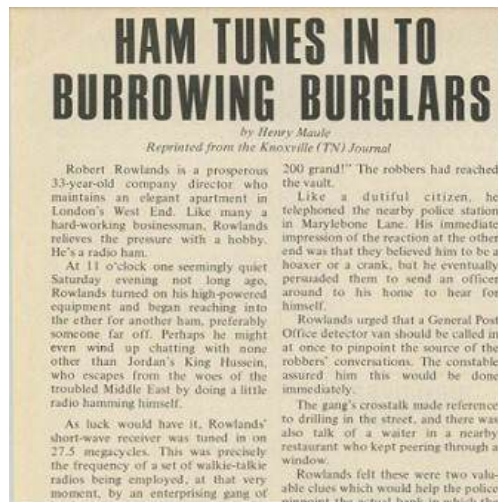 HAM TUNES IN TO
BURROWING BURGLARS
by Henry Maule
Reprinted from the Knoxville (TN) Journal
Robert Rowlands is a prosperous
33-year-old company director who
maintains an elegant apartment in
London's West End. Like many a
hard-working businessman, Rowlands
relieves the pressure with a hobby.
He's a radio ham.
At 11 o'clock one seemingly quiet
Saturday evening not long ago,
Rowlands turned on his high-powered
equipment and began reaching into
the ether for another ham, preferably
someone far off. Perhaps he might
even wind up chatting with none
other than Jordan's King Hussein,
who escapes from the woes of the
troubled Middle East by doing a little
radio hamming himself.
As luck would have it, Rowlands'
short-wave receiver was tuned in on
27.5 megacycles. This was precisely
the frequency of a set of walkie-talkie
radios being employed, at that very
moment, by an enterprising gang of
200 grand!" The robbers had reached
the vault.
Like a dutiful citizen, he
telephoned the nearby police station
in Marylebone Lane. His immediate
impression of the reaction at the other
end was that they believed him to be a
hoaxer or a crank, but he eventually
persuaded them to send an officer
around to his home to hear for
himself.
Rowlands urged that a General Post
Office detector van should be called in
at once to pinpoint the source of the
robbers' conversations. The constable
assured him this would be done
immediately.
The gang's crosstalk made reference
to drilling in the street, and there was
also talk of a waiter in a nearby
restaurant who kept peering through a
window.
Rowlands felt these were two valu-
able clues which would help the police